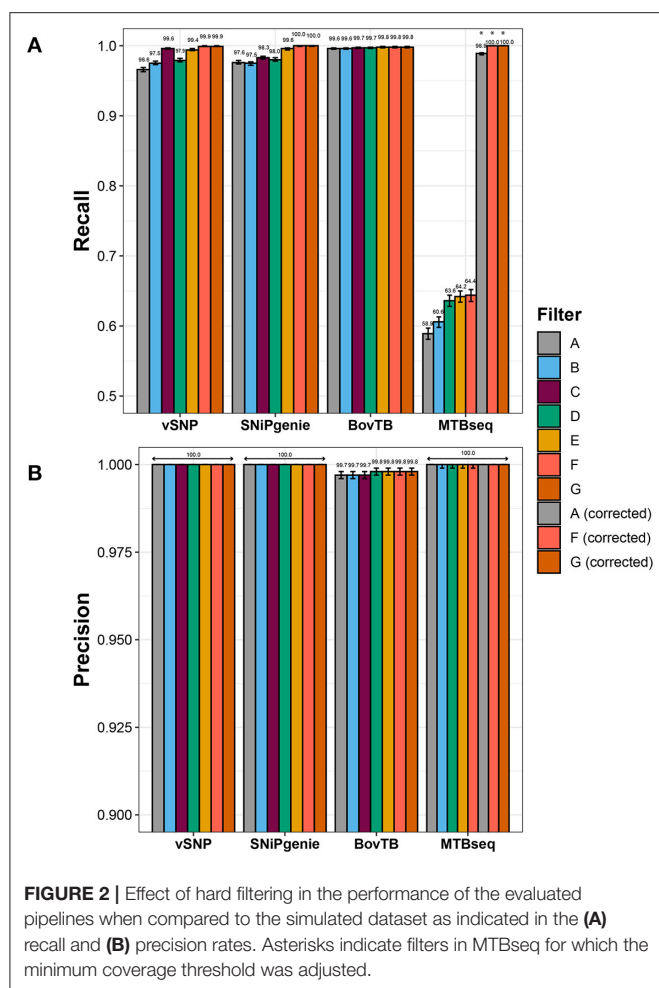 A
96.6 97.5 99.6 97.9 99.4 99.9 99.9
97.6 97.5 98.3 98.0 99.6 100.0 100.0
99.6 99.6 99.7 99.7 99.8 99.8 99.8
58.9 60.6 63.6 64.2 64.4 98.9 100.0 100.0
* * *
1.0
0.9
0.8
0.7
0.6
0.5
Recall
vSNP SNiPgenie BovTB MTBseq
B
100.0 100.0 99.7 99.7 99.7 99.8 99.8 99.8 99.8 100.0
1.000
0.975
0.950
0.925
0.900
Precision
vSNP SNiPgenie BovTB MTBseq
Filter
A
B
C
D
E
F
G
A (corrected)
F (corrected)
G (corrected)
FIGURE 2 | Effect of hard filtering in the performance of the evaluated
pipelines when compared to the simulated dataset as indicated in the (A)
recall and (B) precision rates. Asterisks indicate filters in MTBseq for which the
minimum coverage threshold was adjusted.